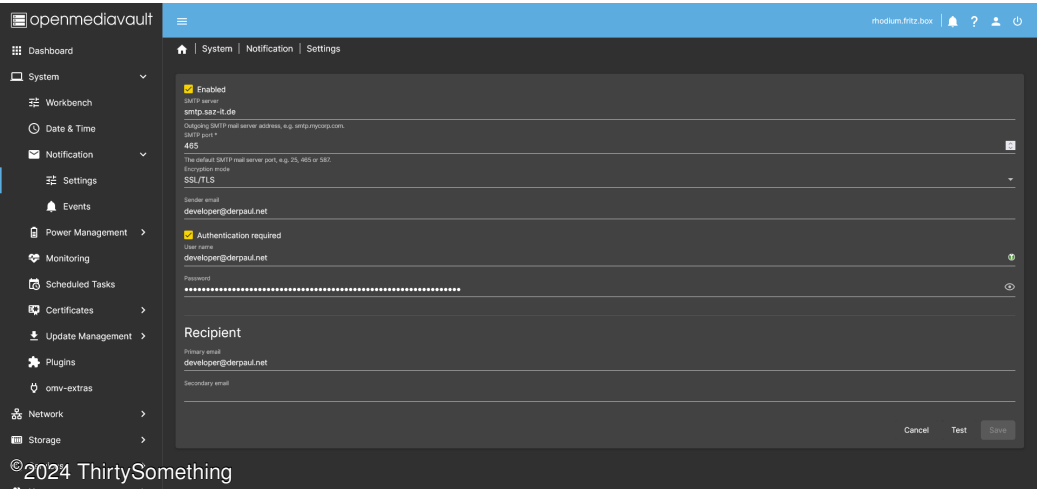 openmediavault
rhodium.fritz.box
Dashboard
System
Workbench
Date & Time
Notification
Settings
Events
Power Management
Monitoring
Scheduled Tasks
Certificates
Update Management
Plugins
omv-extras
Network
Storage
System | Notification | Settings
Enabled
SMTP server
smtp.saz-it.de
Outgoing SMTP mail server address, e.g. smtp.mycorp.com.
SMTP port *
465
The default SMTP mail server port, e.g. 25, 465 or 587.
Encryption mode
SSL/TLS
Sender email
developer@derpaul.net
Authentication required
User name
developer@derpaul.net
Password
Recipient
Primary email
developer@derpaul.net
Secondary email
Cancel Test Save
©2024 ThirtySomething